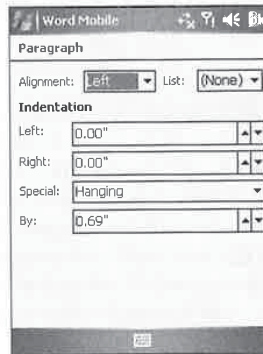 Word Mobile
Paragraph
Alignment: Left List: (None)
Indentation
Left: 0.00"
Right: 0.00"
Special: Hanging
By: 0.69"